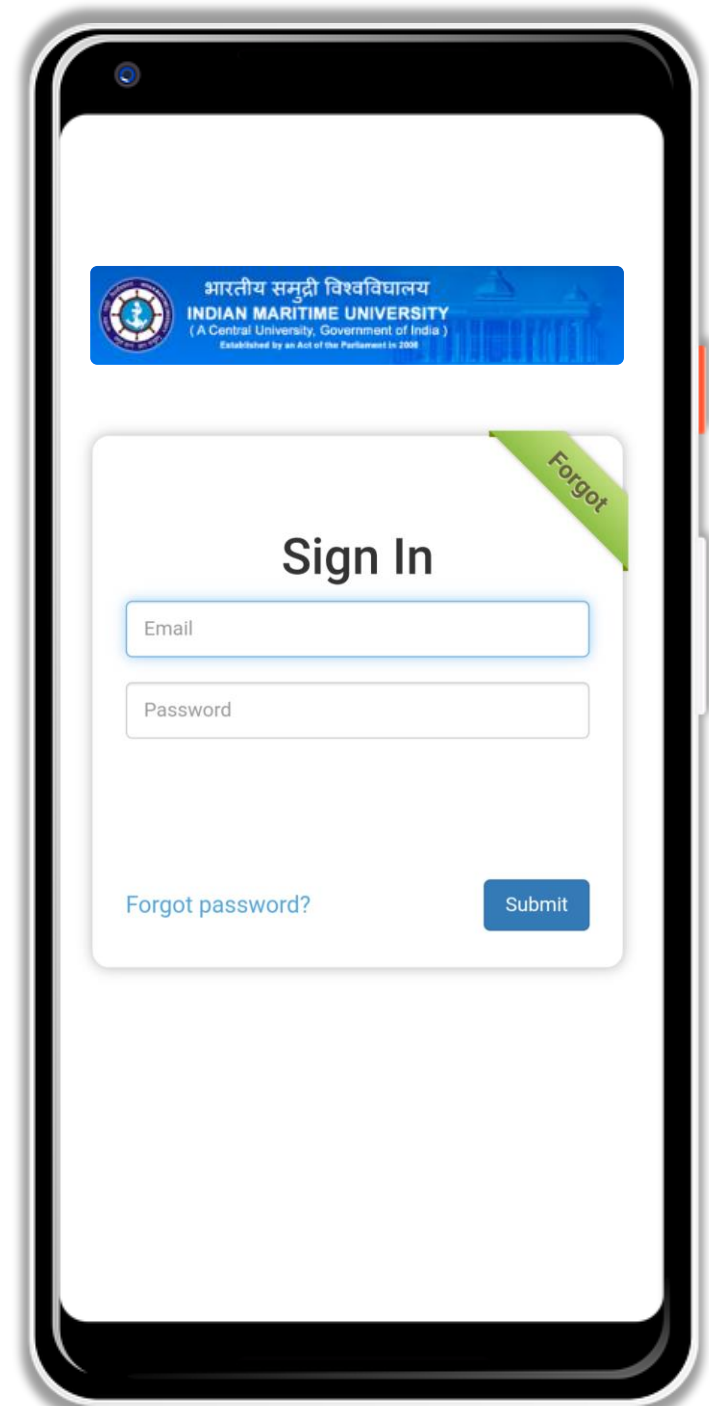 भारतीय समुद्री विश्वविघालय
INDIAN MARITIME UNIVERSITY
( A Central University, Government of India )
Established by an Act of the Parliament in 2008
Forgot
Sign In
Email
Password
Forgot password?
Submit